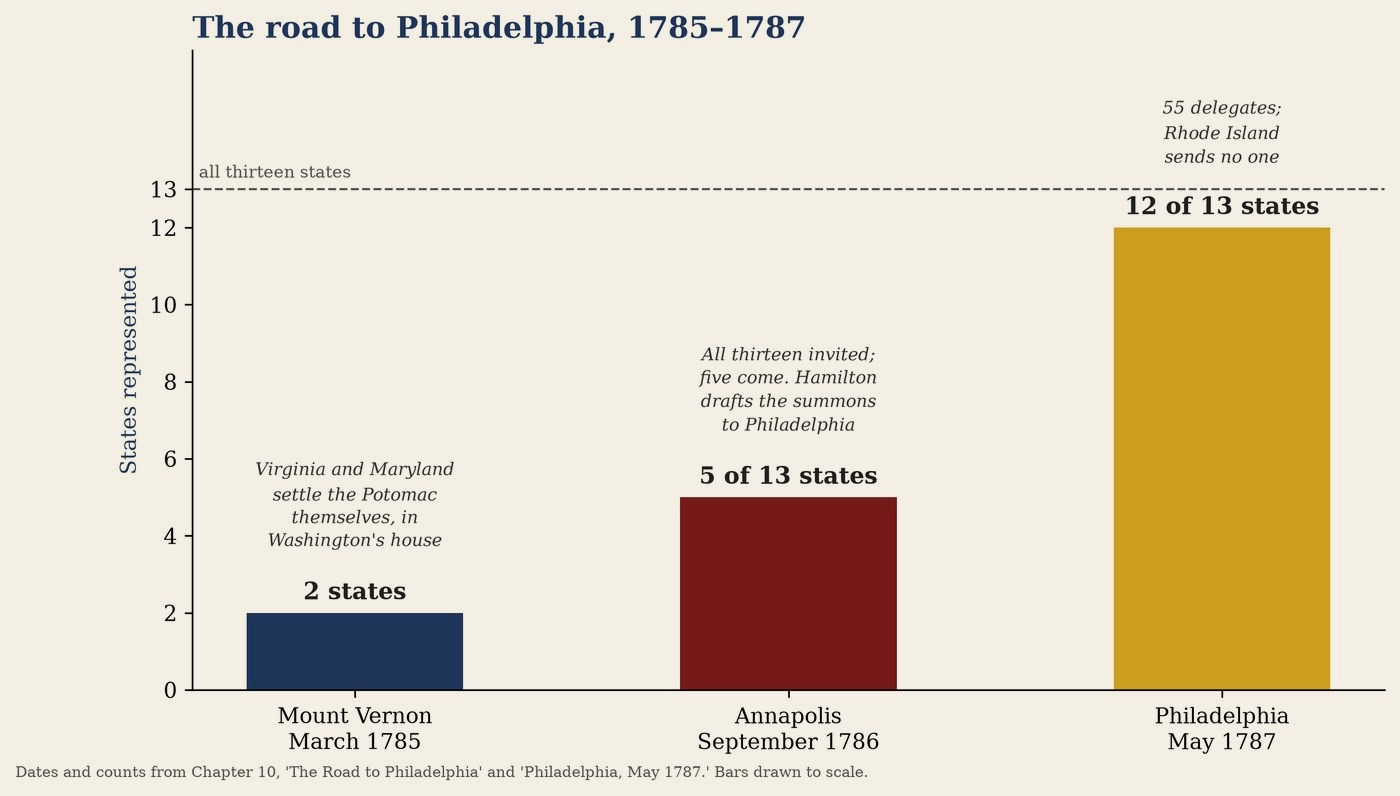 The road to Philadelphia, 1785–1787
55 delegates;
Rhode Island
sends no one
all thirteen states
13
12 of 13 states
12
States represented
10
All thirteen invited;
five come. Hamilton
drafts the summons
to Philadelphia
8
5 of 13 states
6
Virginia and Maryland
settle the Potomac
themselves, in
Washington's house
4
2 states
2
0
Mount Vernon
March 1785
Annapolis
September 1786
Philadelphia
May 1787
Dates and counts from Chapter 10, 'The Road to Philadelphia' and 'Philadelphia, May 1787.' Bars drawn to scale.